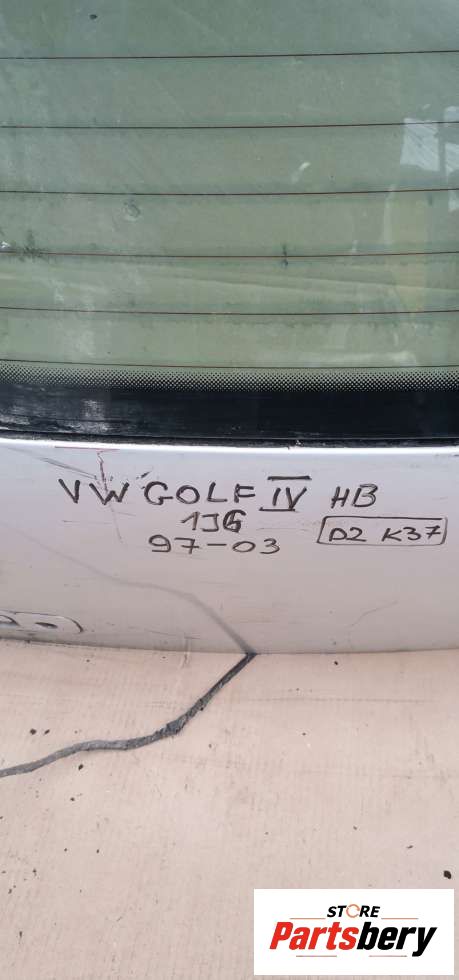 VW GOLF IV HB
1J6
97-03
D2 K37
STORE
Partsbery